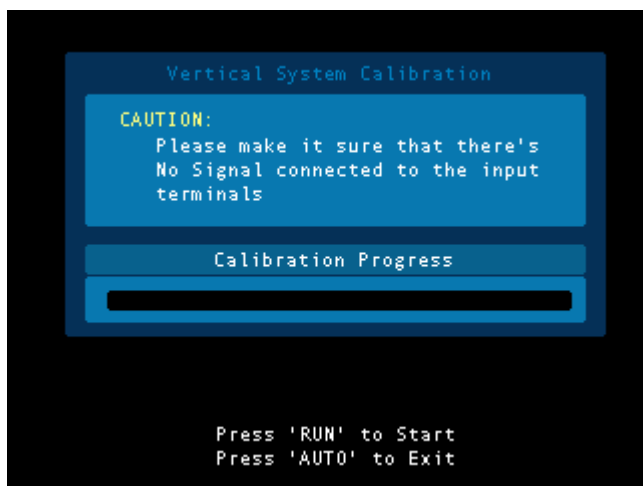 Vertical System Calibration
CAUTION:
Please make it sure that there's
No Signal connected to the input
terminals
Calibration Progress
Press 'RUN' to Start
Press 'AUTO' to Exit